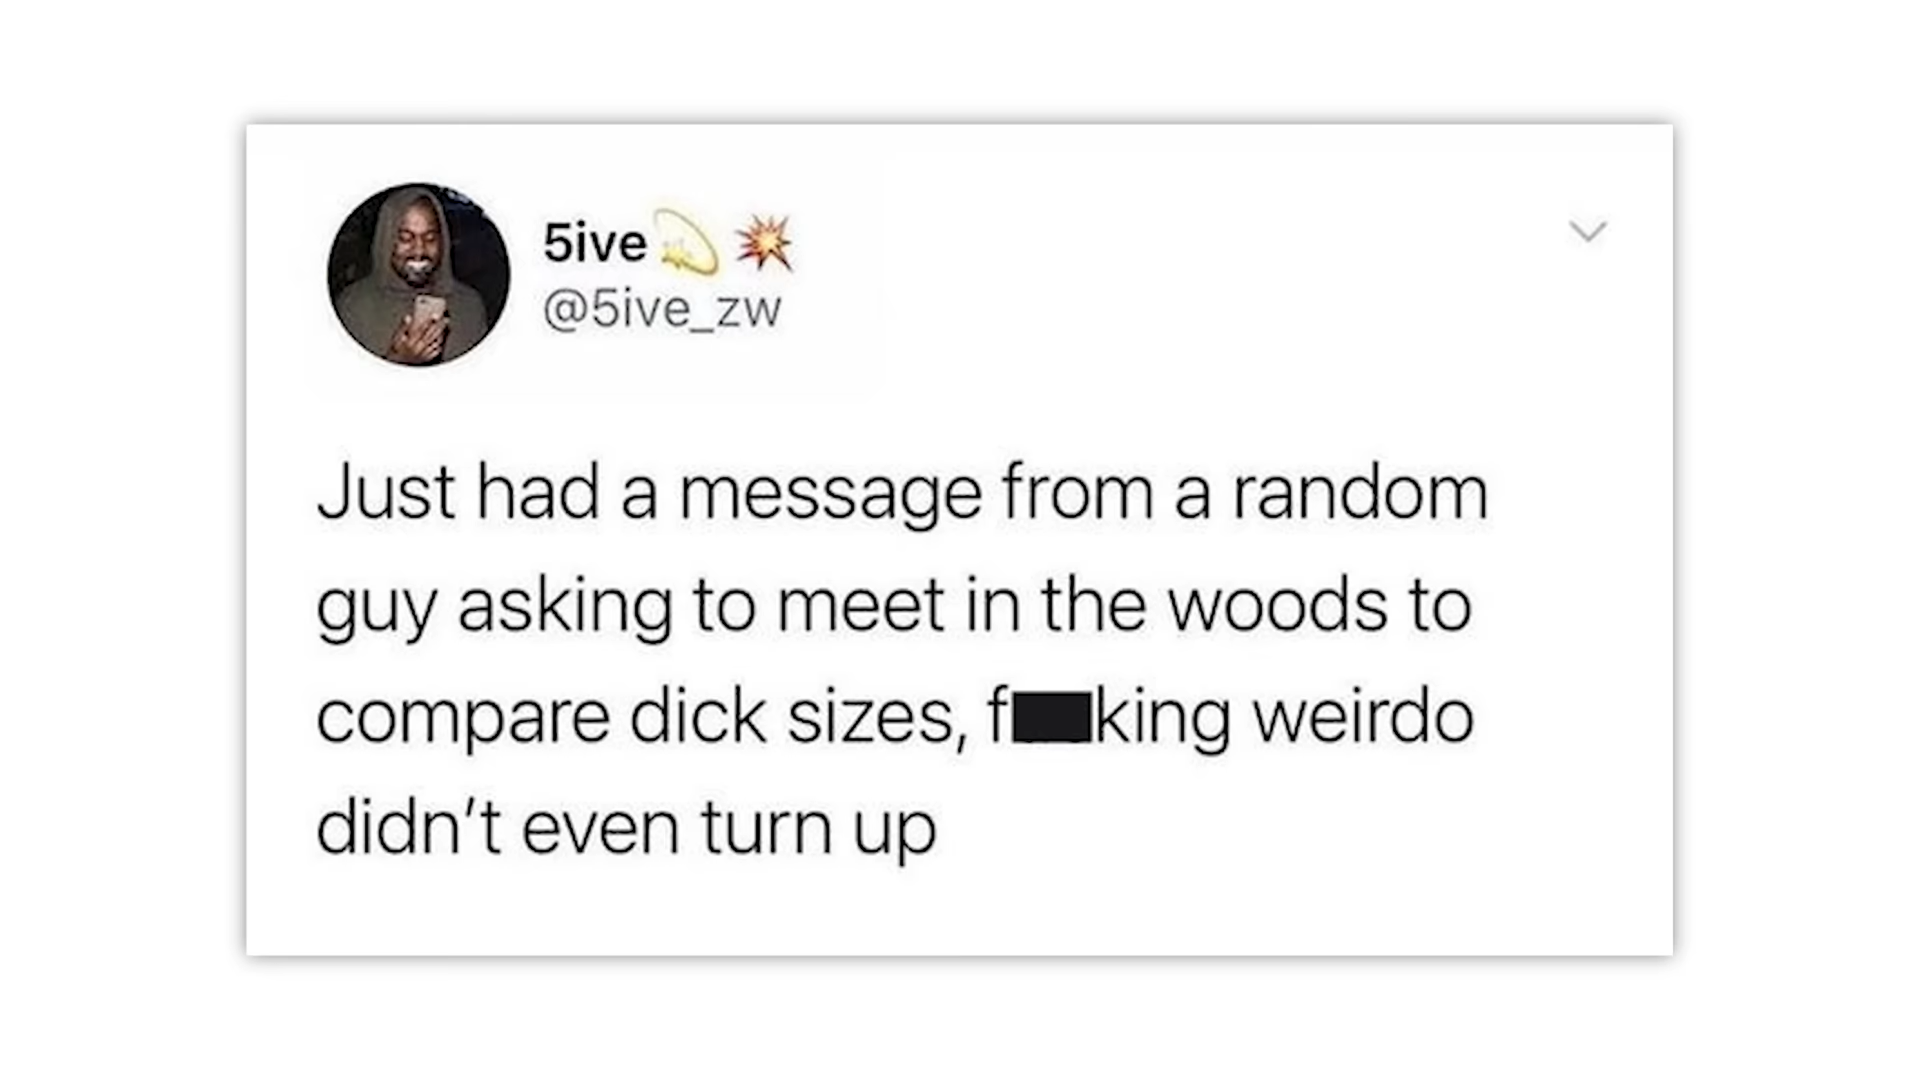 5ive💫💥
@5ive_zw
Just had a message from a random
guy asking to meet in the woods to
compare dick sizes, f██king weirdo
didn’t even turn up